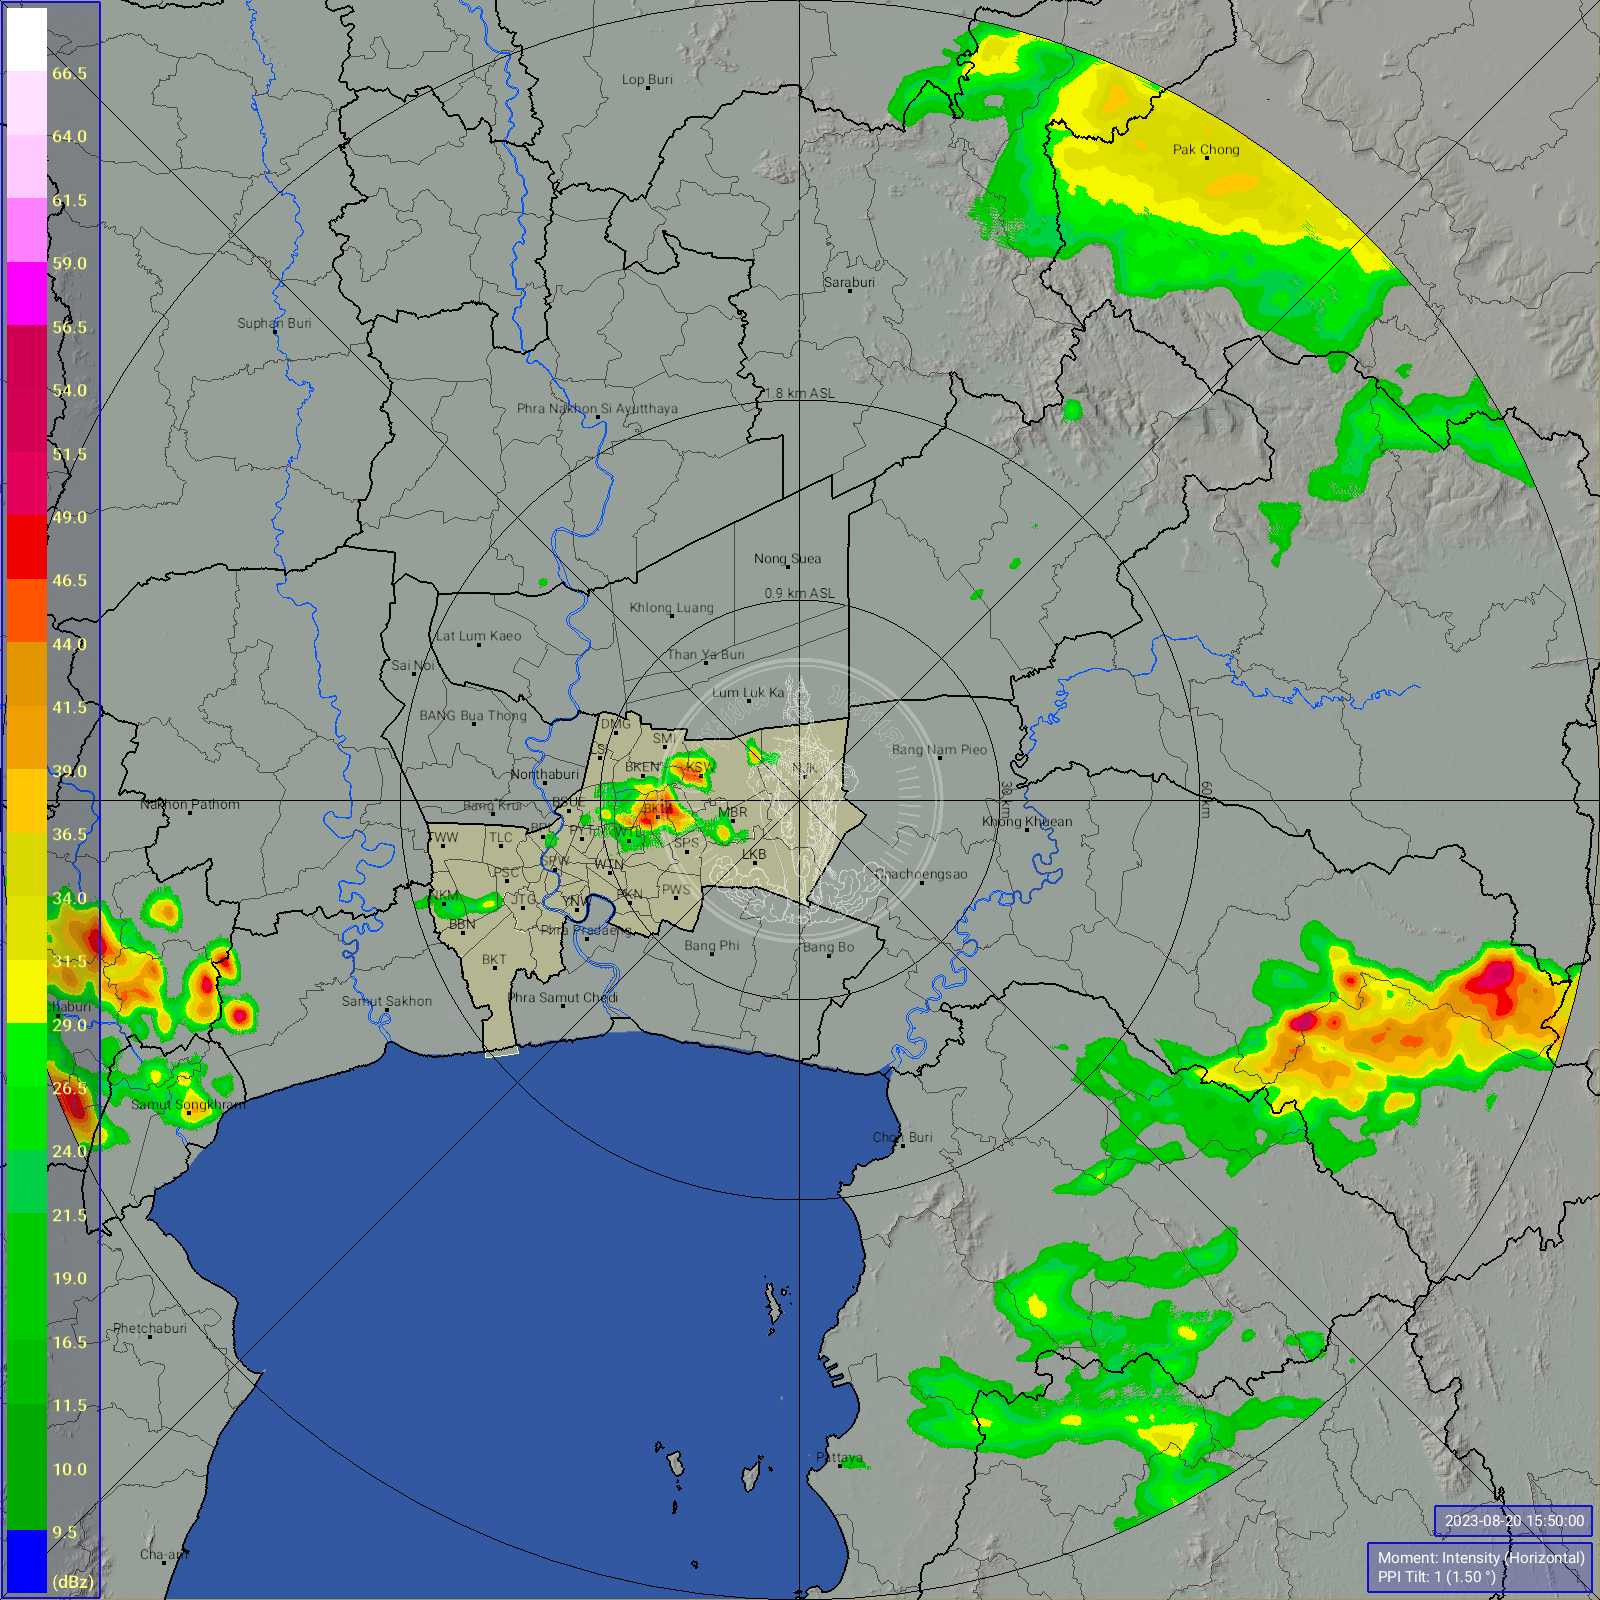 66.5
64.0
61.5
59.0
56.5
54.0
51.5
49.0
46.5
44.0
41.5
39.0
36.5
34.0
31.5
29.0
26.5
24.0
21.5
19.0
16.5
11.5
10.0
9.5
(dBz)
Lop Buri
Pak Chong
Saraburi
Suphan Buri
1.8 km ASL
Phra Nakhon Si Ayutthaya
Nong Suea
0.9 km ASL
Khlong Luang
Lat Lum Kaeo
Than Ya Buri
Sai Noi
Lum Luk Ka
BANG Bua Thong
DMG
SMI
Bang Nam Pieo
BKEN
KSW
Nonthaburi
30 km
60 km
Nakhon Pathom
Bang Krui
BSUE
BKP
MBR
Khlong Khuean
TWW
TLC
PYT
WTL
SPS
LKB
SPW
WTN
PSC
Chachoengsao
NKM
JTG
YNW
PKN
PWS
BBN
Phra Pradaeng
Bang Phi
Bang Bo
BKT
Samut Sakhon
Phra Samut Chedi
Samut Songkhram
Chon Buri
Phetchaburi
Pattaya
Cha-am
2023-08-20 15:50:00
Moment: Intensity (Horizontal)
PPI Tilt: 1 (1.50 °)